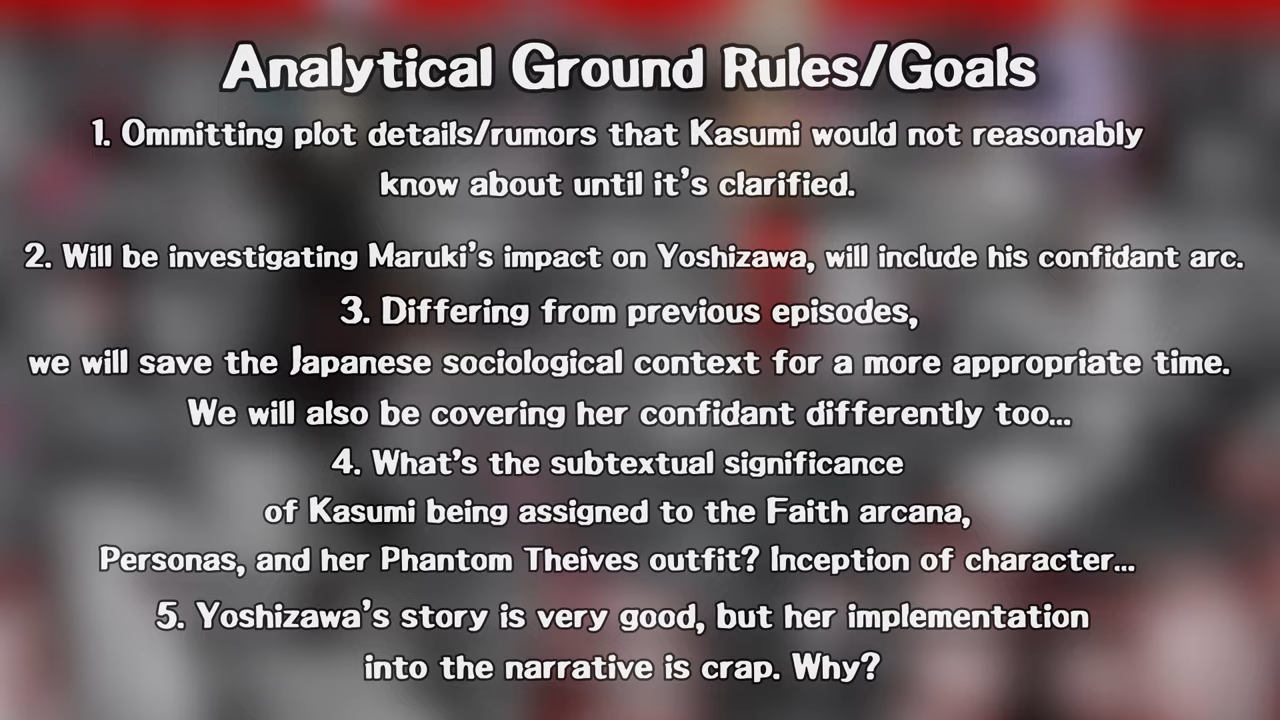 Analytical Ground Rules/Goals
1. Ommitting plot details/rumors that Kasumi would not reasonably
know about until it's clarified.
2. Will be investigating Maruki's impact on Yoshizawa, will include his confidant arc.
3. Differing from previous episodes,
we will save the Japanese sociological context for a more appropriate time.
We will also be covering her confidant differently too...
4. What's the subtextual significance
of Kasumi being assigned to the Faith arcana,
Personas, and her Phantom Theives outfit? Inception of character...
5. Yoshizawa's story is very good, but her implementation
into the narrative is crap. Why?